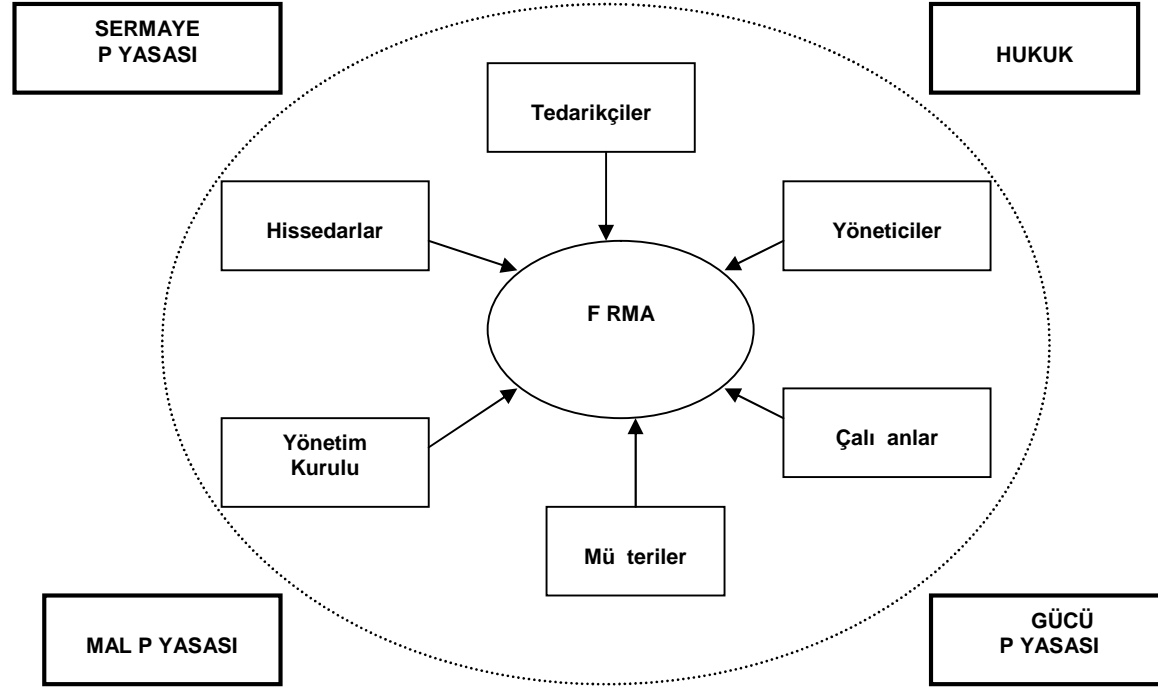 SERMAYE
P YASASI
HUKUK
Tedarikçiler
Hissedarlar
Yöneticiler
F RMA
Yönetim
Kurulu
Çalı anlar
Mü teriler
MAL P YASASI
GÜCÜ
P YASASI